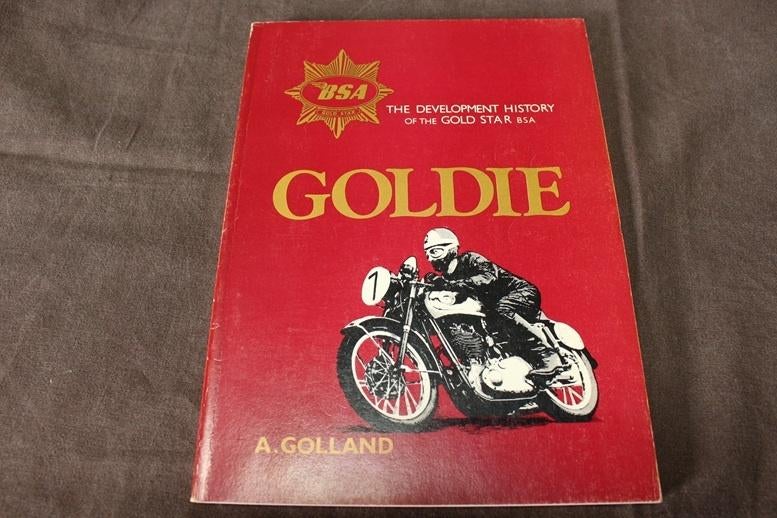 BSA
GOLD STAR
THE DEVELOPMENT HISTORY
OF THE GOLD STAR BSA
GOLDIE
7
A.GOLLAND